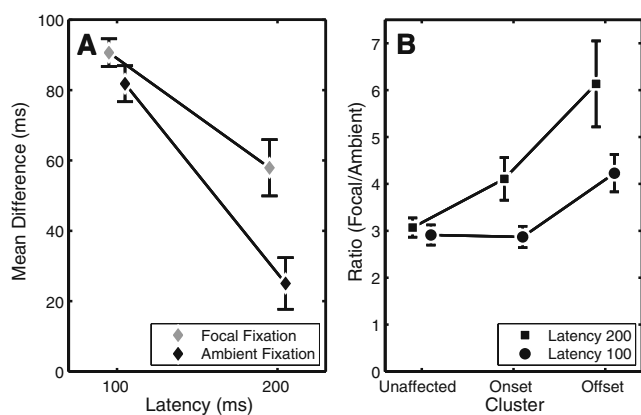 A
Mean Difference (ms)
100
80
60
40
20
0
Focal Fixation
Ambient Fixation
100
200
Latency (ms)
B
Ratio (Focal/Ambient)
7
6
5
4
3
2
1
0
Latency 200
Latency 100
Unaffected
Onset
Offset
Cluster